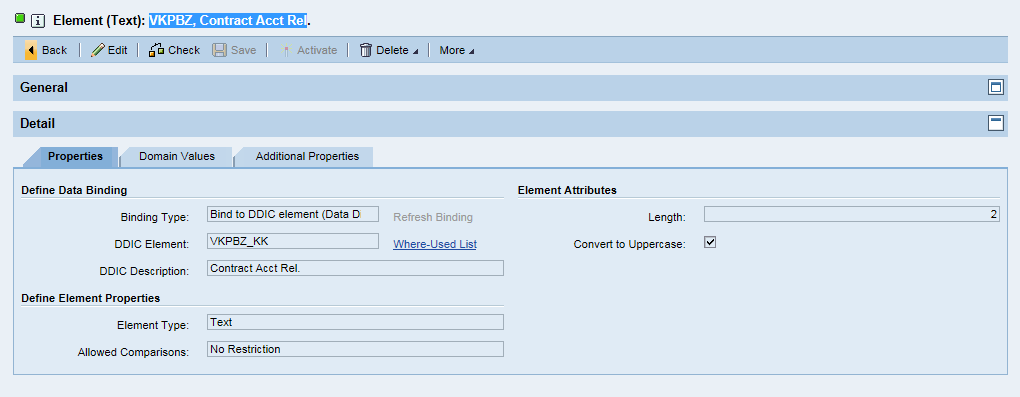 Element (Text): VKPBZ, Contract Acct Rel.
Back Edit Check Save Activate Delete More
General
Detail
Properties Domain Values Additional Properties
Define Data Binding Element Attributes
Binding Type: Bind to DDIC element (Data D Refresh Binding Length: 2
DDIC Element: VKPBZ_KK Where-Used List Convert to Uppercase:
DDIC Description: Contract Acct Rel.
Define Element Properties
Element Type: Text
Allowed Comparisons: No Restriction